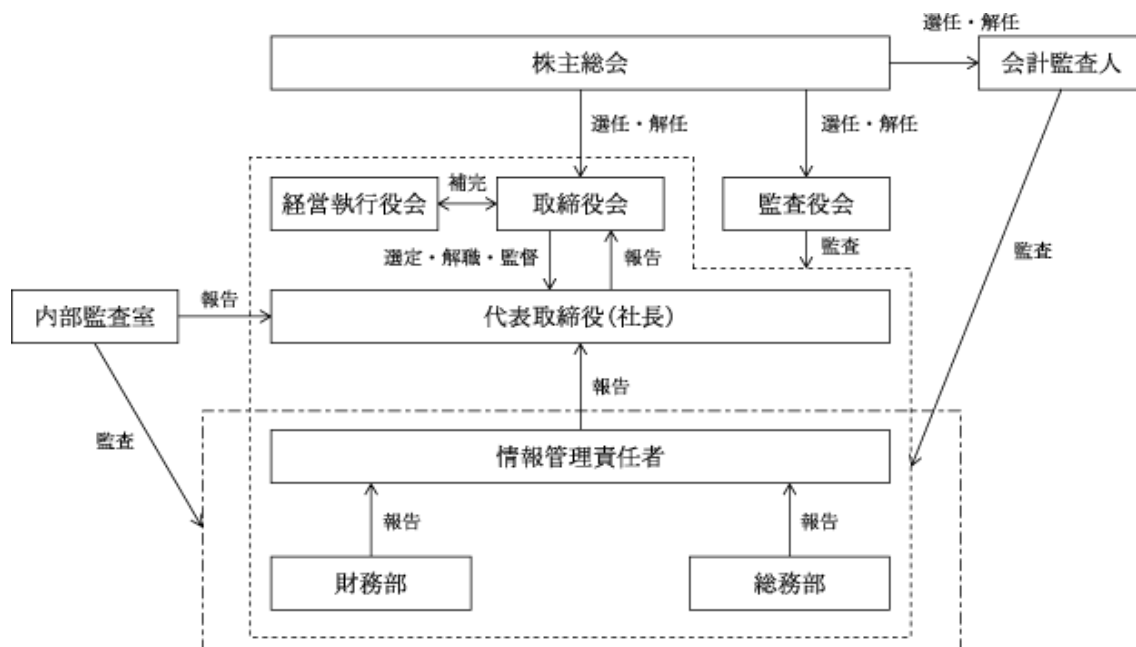 選任・解任
株主総会
会計監査人
選任・解任
選任・解任
経営執行役会
補完
取締役会
監査役会
選定・解職・監督
報告
監査
監査
内部監査室
報告
代表取締役(社長)
報告
監査
情報管理責任者
報告
報告
財務部
総務部